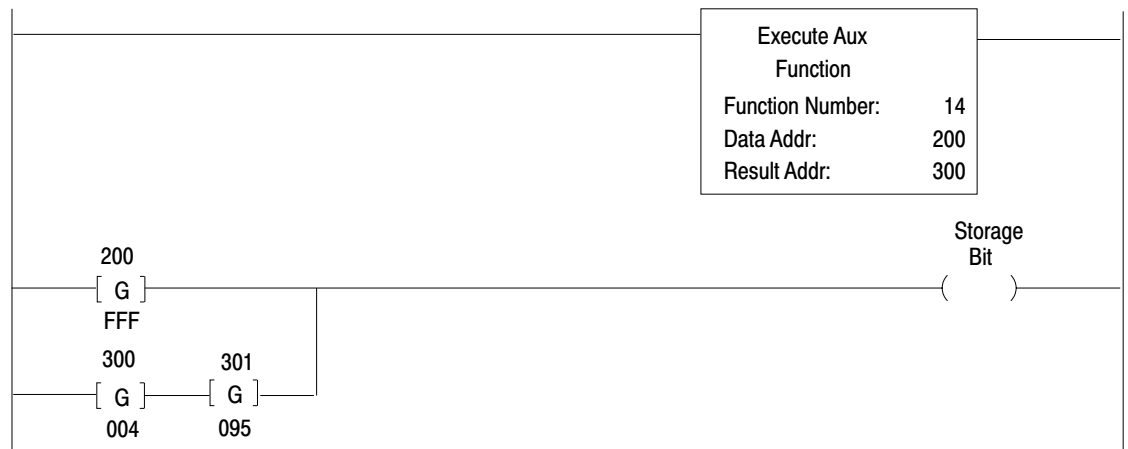 Execute Aux
Function
Function Number: 14
Data Addr: 200
Result Addr: 300
Storage
Bit
200
[ G ]
FFF
( )
300 301
[ G ] [ G ]
004 095